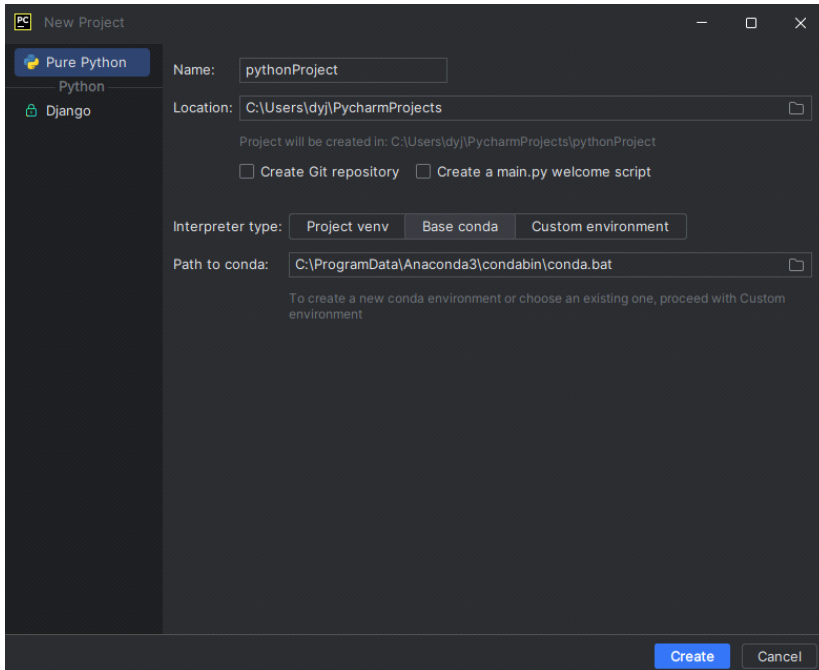 PC New Project
Pure Python
Python
Django
Name: pythonProject
Location: C:\Users\dyj\PycharmProjects
Project will be created in: C:\Users\dyj\PycharmProjects\pythonProject
Create Git repository Create a main.py welcome script
Interpreter type: Project venv Base conda Custom environment
Path to conda: C:\ProgramData\Anaconda3\condabin\conda.bat
To create a new conda environment or choose an existing one, proceed with Custom
environment
Create Cancel